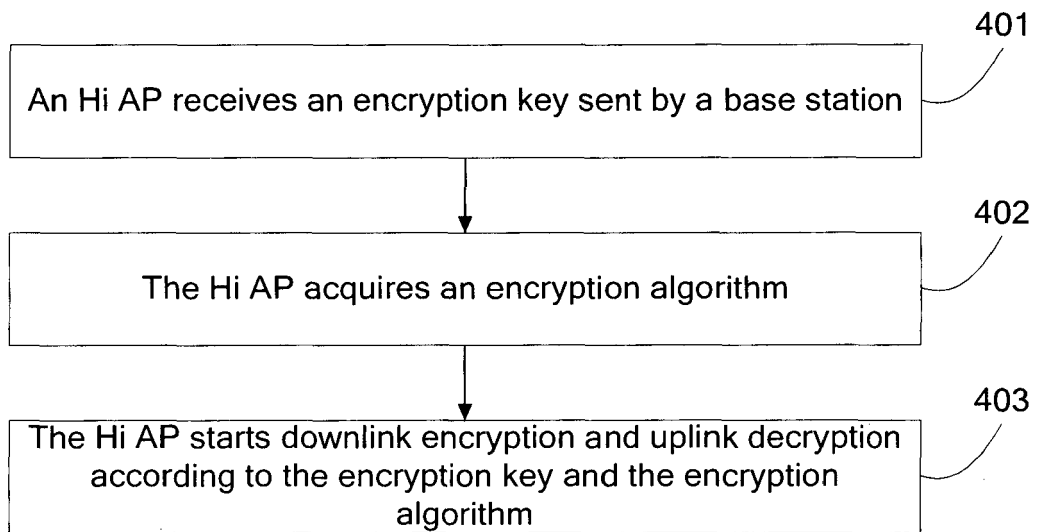 401
An Hi AP receives an encryption key sent by a base station
402
The Hi AP acquires an encryption algorithm
403
The Hi AP starts downlink encryption and uplink decryption
according to the encryption key and the encryption
algorithm